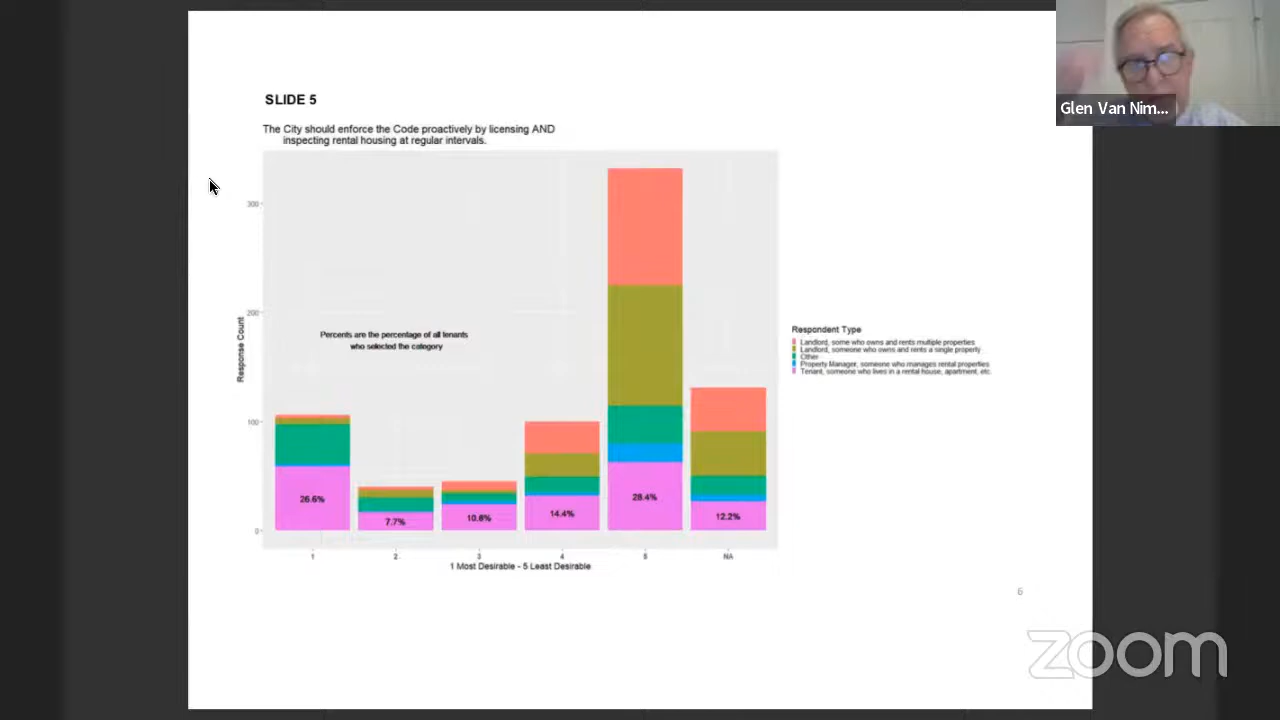 SLIDE 5
The City should enforce the Code proactively by licensing AND
inspecting rental housing at regular intervals.
300
200
100
0
Response Count
Percents are the percentage of all tenants
who selected the category
26.6%
7.7%
10.8%
14.4%
28.4%
12.2%
1
2
3
4
5
NA
1 Most Desirable - 5 Least Desirable
Respondent Type
Landlord, some who owns and rents multiple properties
Landlord, someone who owns and rents a single property
Other
Property Manager, someone who manages rental properties
Tenant, someone who lives in a rental house, apartment, etc.
6
Glen Van Nim...
zoom